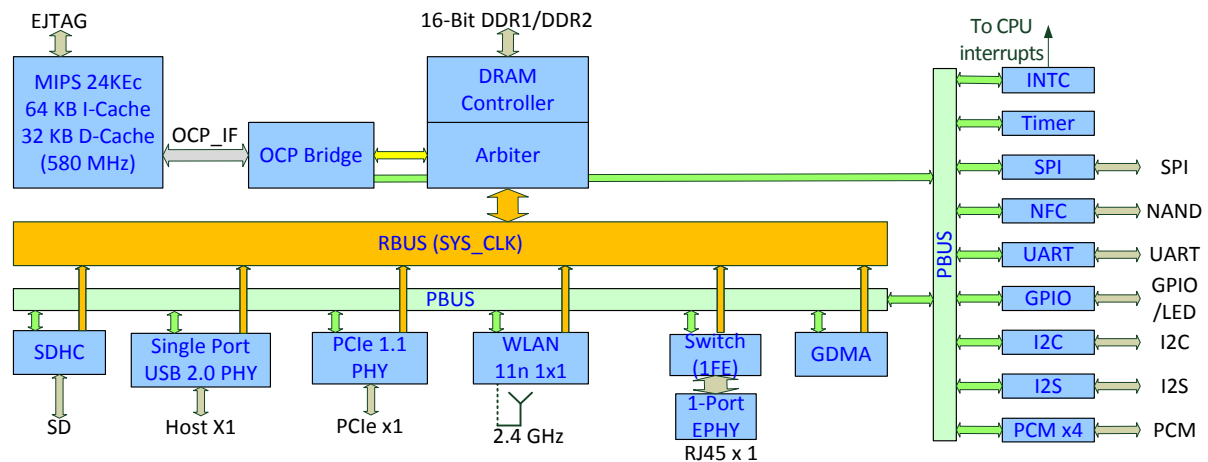 EJTAG
16-Bit DDR1/DDR2
To CPU
interrupts
MIPS 24KEc
64 KB I-Cache
32 KB D-Cache
(580 MHz)
OCP_IF
OCP Bridge
DRAM
Controller
Arbiter
RBUS (SYS_CLK)
PBUS
SDHC
Single Port
USB 2.0 PHY
PCIe 1.1
PHY
WLAN
11n 1x1
Switch
(1FE)
GDMA
1-Port
EPHY
SD
Host X1
PCIe x1
2.4 GHz
RJ45 x 1
PBUS
INTC
Timer
SPI
SPI
NFC
NAND
UART
UART
GPIO
GPIO
/LED
I2C
I2C
I2S
I2S
PCM x4
PCM